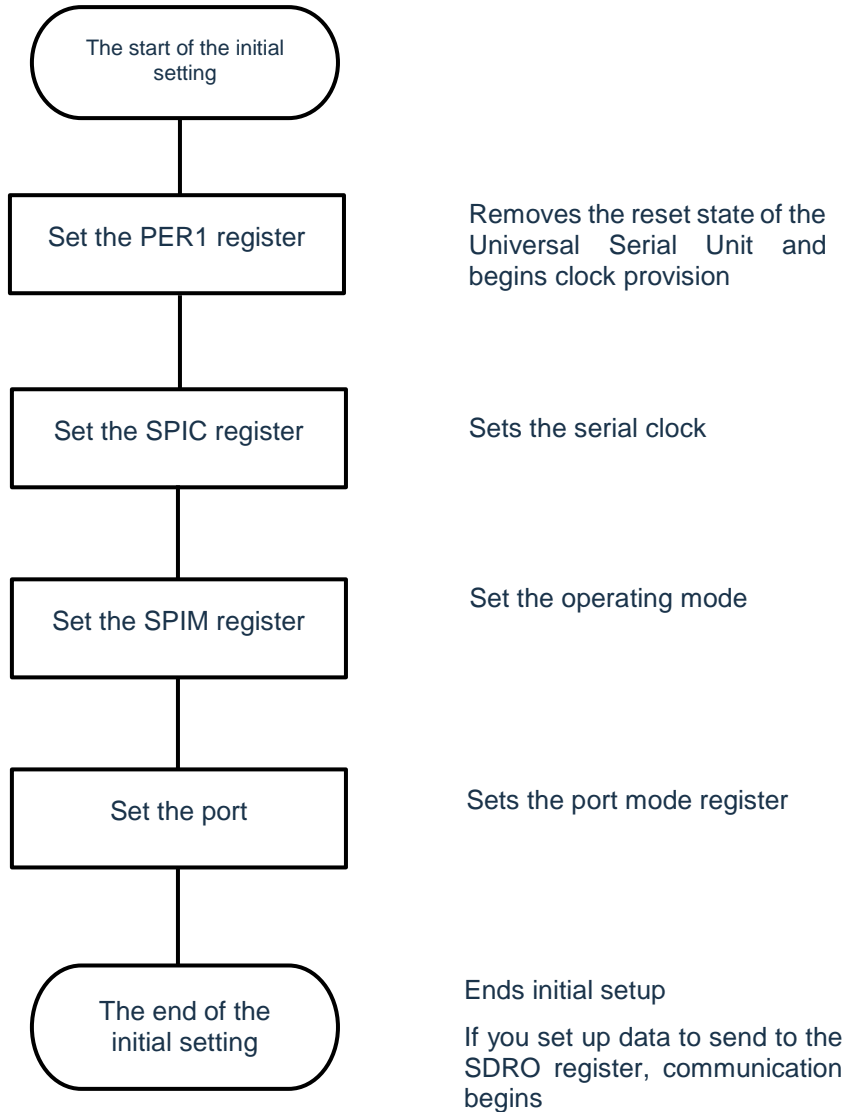 The start of the initial
setting
Set the PER1 register
Removes the reset state of the
Universal Serial Unit and
begins clock provision
Set the SPIC register
Sets the serial clock
Set the SPIM register
Set the operating mode
Set the port
Sets the port mode register
The end of the
initial setting
Ends initial setup
If you set up data to send to the
SDRO register, communication
begins